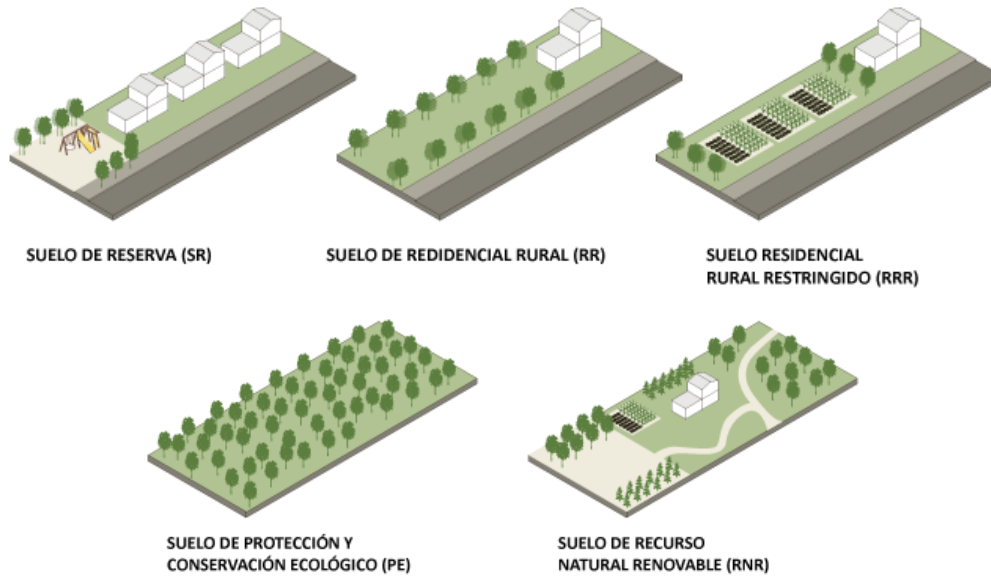 SUELO DE RESERVA (SR)
SUELO DE REDIDENCIAL RURAL (RR)
SUELO RESIDENCIAL
RURAL RESTRINGIDO (RRR)
SUELO DE PROTECCIÓN Y
CONSERVACIÓN ECOLÓGICO (PE)
SUELO DE RECURSO
NATURAL RENOVABLE (RNR)